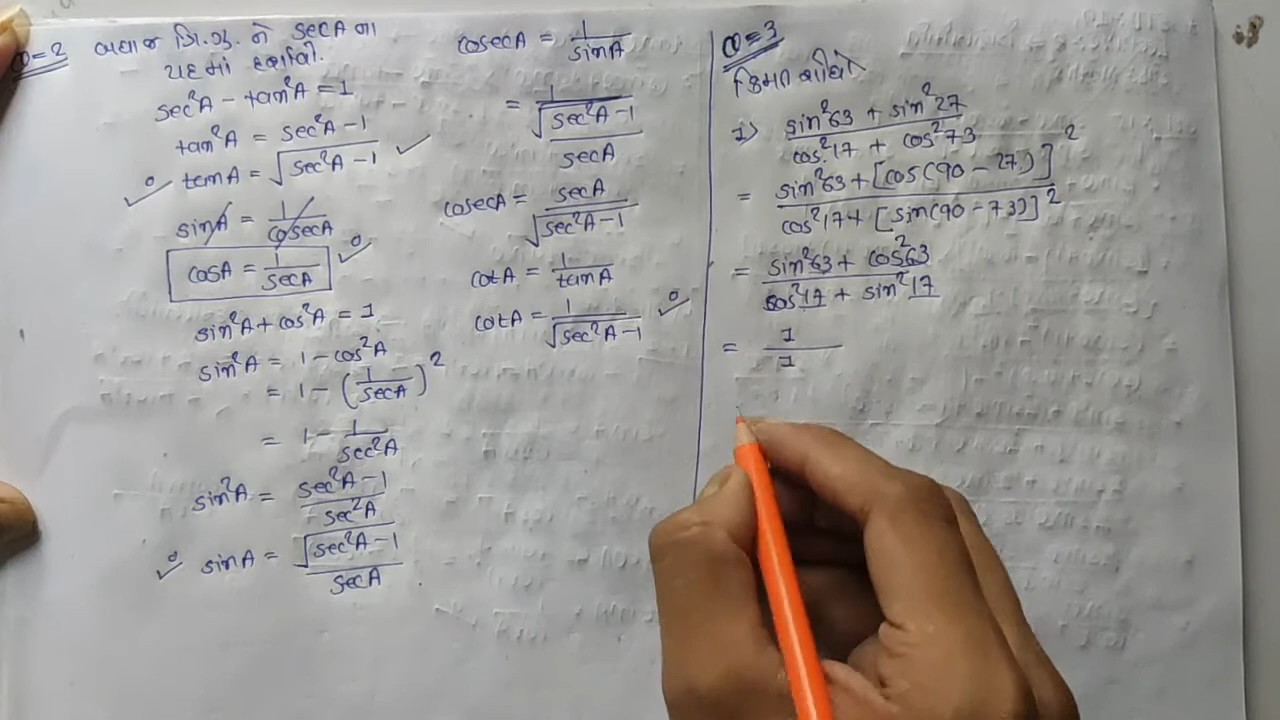 Q=2 બધા જ ત્રિ.ગુ. ને secA ના
પદ માં દર્શાવો.
sec²A - tan²A = 1
tan²A = sec²A - 1
tanA = √(sec²A - 1)
sinA = 1/cosecA
cosA = 1/secA
sin²A + cos²A = 1
sin²A = 1 - cos²A
= 1 - (1/secA)²
= 1 - 1/sec²A
sin²A = (sec²A - 1)/sec²A
sinA = √(sec²A - 1)/secA
cosecA = 1/sinA
= 1/(√(sec²A - 1)/secA)
cosecA = secA/√(sec²A - 1)
cotA = 1/tanA
cotA = 1/√(sec²A - 1)
Q=3
કિંમત શોધો
1) (sin²63 + sin²27)/(cos²17 + cos²73)
= (sin²63 + [cos(90 - 27)]²)/(cos²17 + [sin(90 - 73)]²)
= (sin²63 + cos²63)/(cos²17 + sin²17)
= 1/1